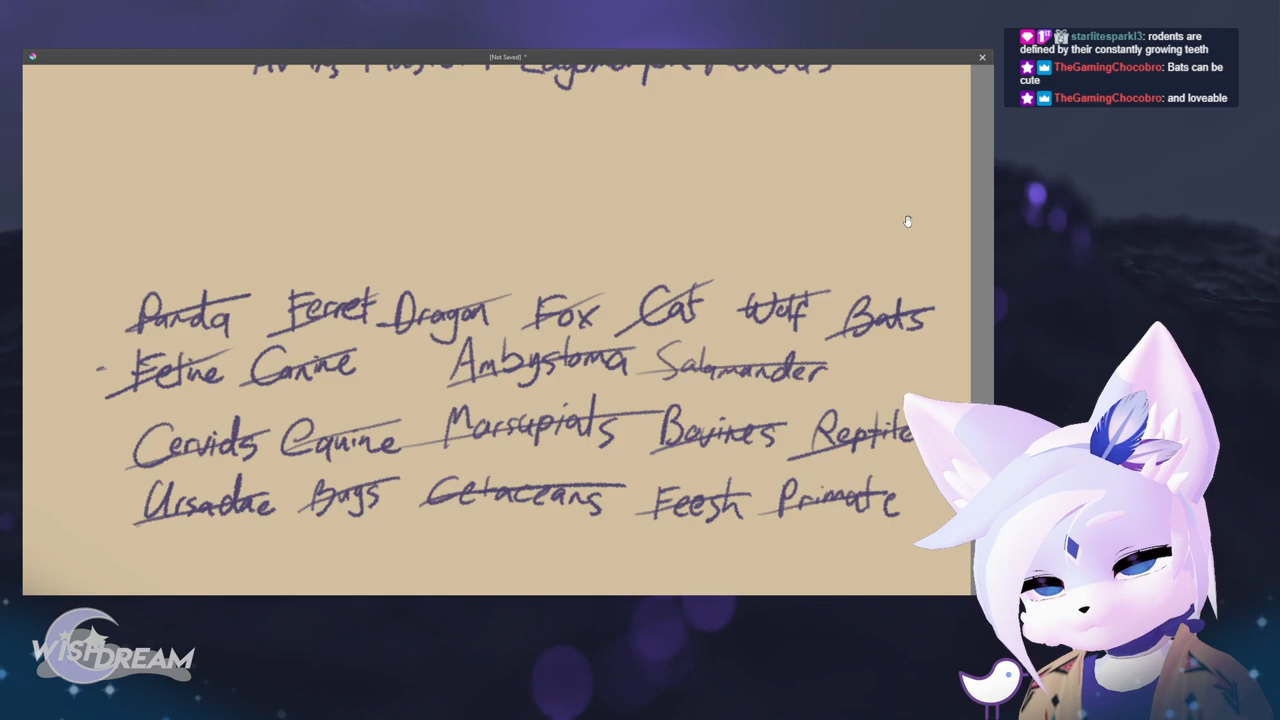 [Not Saved] *
starlitesparkl3: rodents are
defined by their constantly growing teeth
TheGamingChocobro: Bats can be
cute
TheGamingChocobro: and loveable
Panda Ferret Dragon Fox Cat Wolf Bats
Feline Canine Ambystoma Salamander
Cervids Equine Marsupials Bovines Reptile
Ursadae Bugs Cetaceans Feesh Primate
WISHDREAM